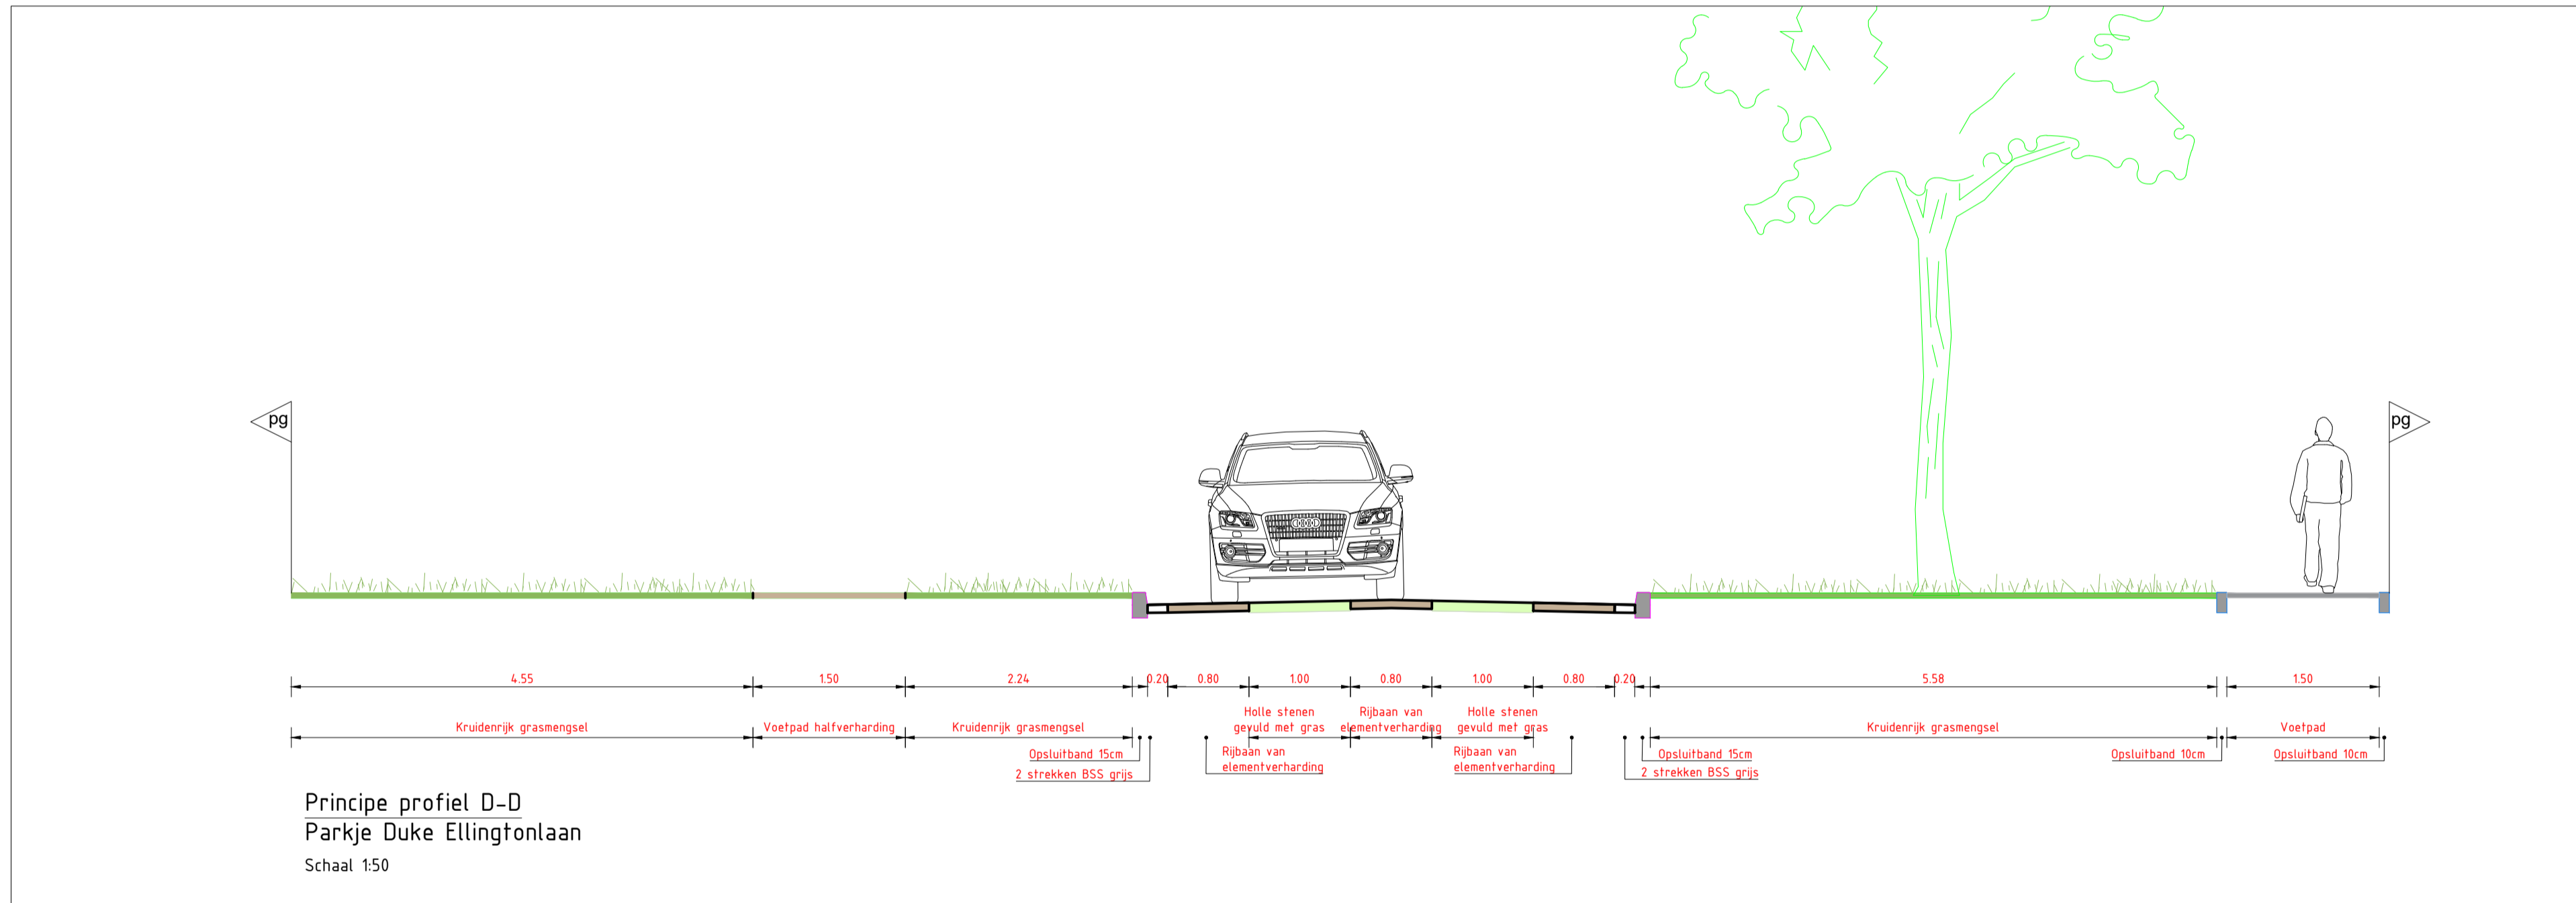 pg
pg
4.55
1.50
2.24
0.20
0.80
1.00
0.80
1.00
0.80
0.20
5.58
1.50
Kruidenrijk grasmengsel
Voetpad halfverharding
Kruidenrijk grasmengsel
Holle stenen
gevuld met gras
Rijbaan van
elementverharding
Holle stenen
gevuld met gras
Kruidenrijk grasmengsel
Voetpad
Opsluitband 15cm
2 strekken BSS grijs
Rijbaan van
elementverharding
Rijbaan van
elementverharding
Opsluitband 15cm
2 strekken BSS grijs
Opsluitband 10cm
Opsluitband 10cm
Principe profiel D-D
Parkje Duke Ellingtonlaan
Schaal 1:50